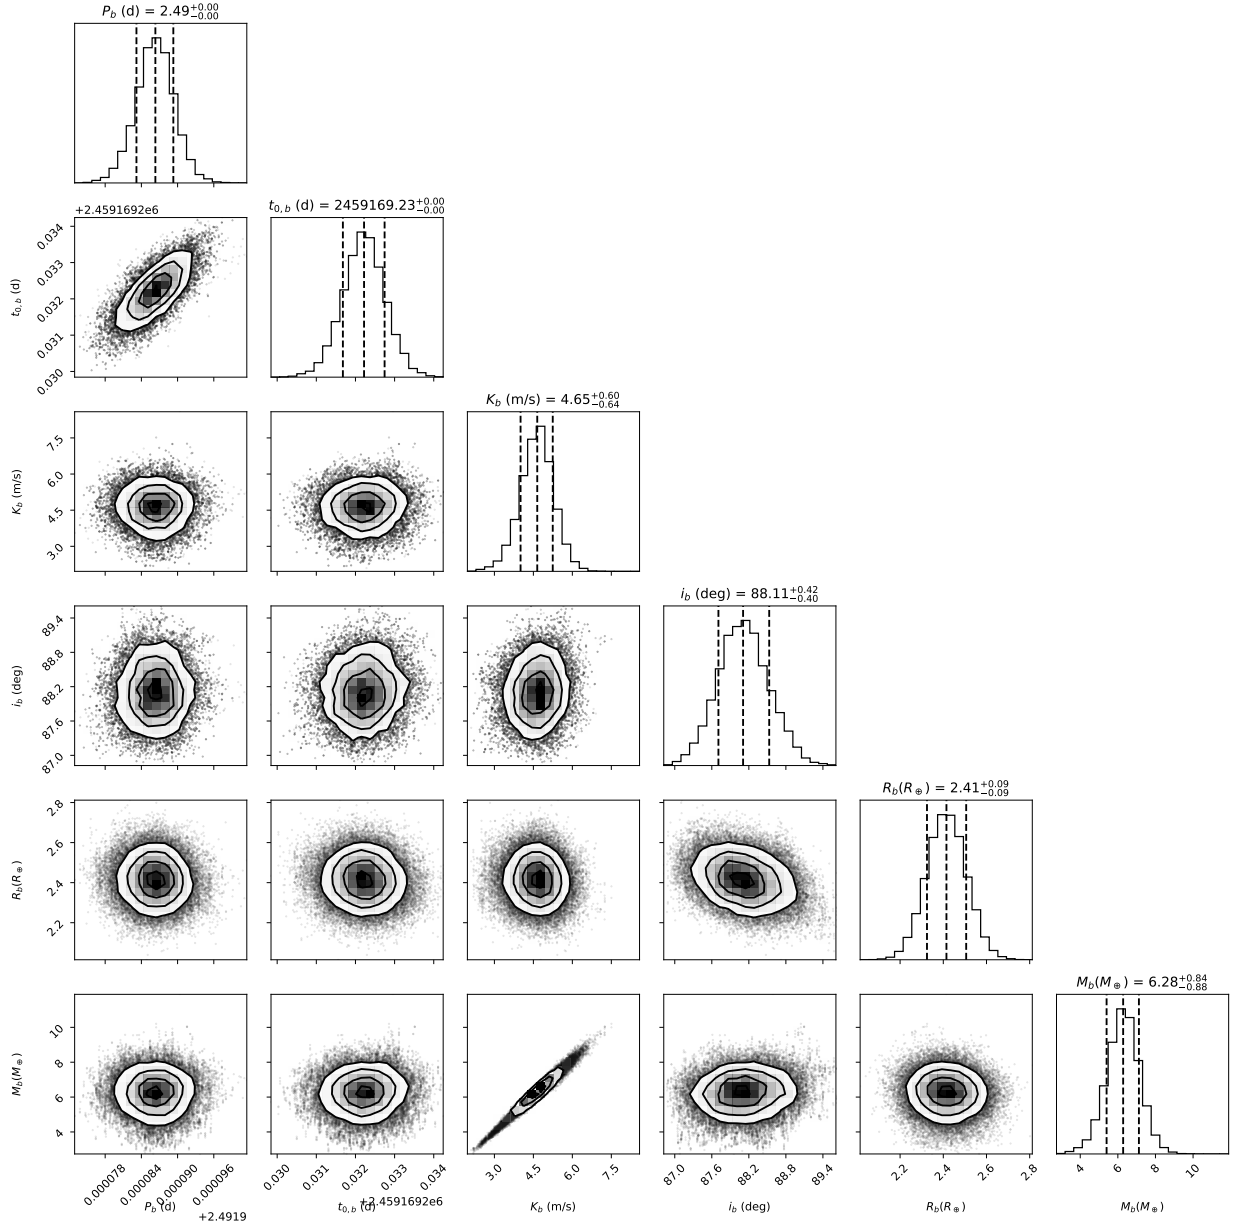 P_b (d) = 2.49^{+0.00}_{-0.00}
+2.4591692e6
t_{0,b} (d) = 2459169.23^{+0.00}_{-0.00}
0.034
0.033
0.032
0.031
0.030
t_{0,b} (d)
K_b (m/s) = 4.65^{+0.60}_{-0.64}
7.5
6.0
4.5
3.0
K_b (m/s)
i_b (deg) = 88.11^{+0.42}_{-0.40}
89.4
88.8
88.2
87.6
87.0
i_b (deg)
R_b(R_⊕) = 2.41^{+0.09}_{-0.09}
2.8
2.6
2.4
2.2
R_b(R_⊕)
M_b(M_⊕) = 6.28^{+0.84}_{-0.88}
10
8
6
4
M_b(M_⊕)
0.000078 0.000084 0.000090 0.000096
P_b (d)
+2.4919
0.030 0.031 0.032 0.033 0.034
t_{0,b} (d)
+2.4591692e6
3.0 4.5 6.0 7.5
K_b (m/s)
87.0 87.6 88.2 88.8 89.4
i_b (deg)
2.2 2.4 2.6 2.8
R_b(R_⊕)
4 6 8 10
M_b(M_⊕)